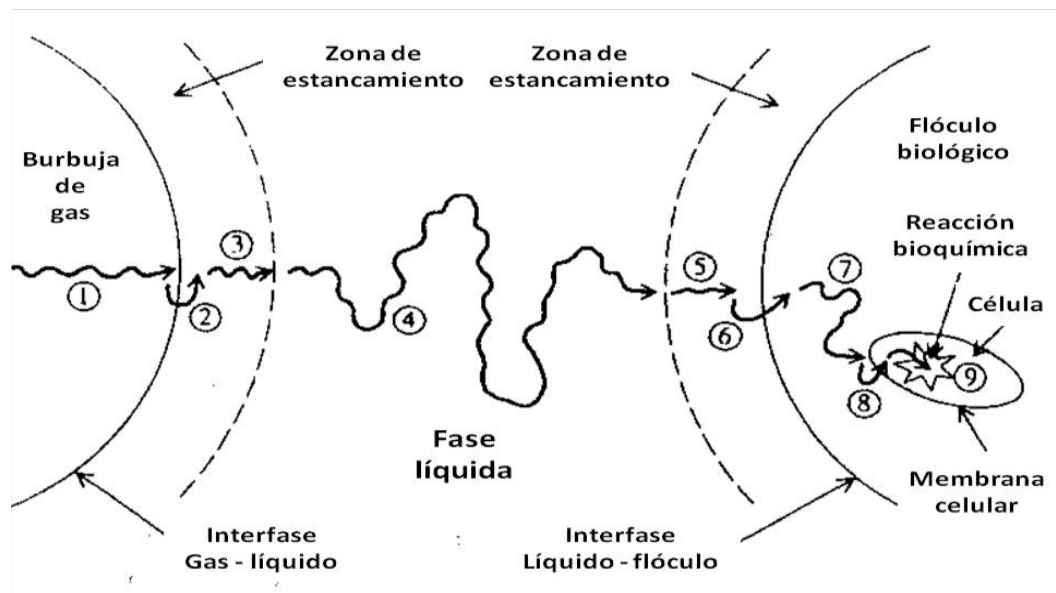 Zona de
estancamiento
Zona de
estancamiento
Burbuja
de
gas
Flóculo
biológico
Reacción
bioquímica
Célula
1
2
3
4
5
6
7
8
9
Fase
líquida
Membrana
celular
Interfase
Gas - líquido
Interfase
Líquido - flóculo